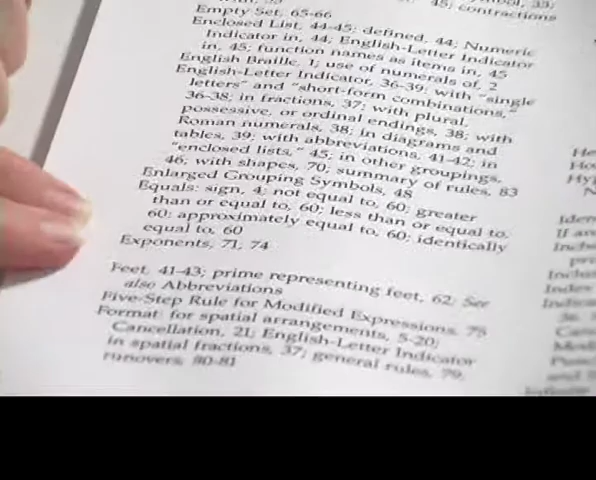 45; contractions
Empty Set, 65-66
Enclosed List, 44-45; defined, 44; Numeric
Indicator in, 44; English-Letter Indicator
in, 45; function names as items in, 45
English Braille, 1; use of numerals of, 2
English-Letter Indicator, 36-39; with "single
letters" and "short-form combinations,"
36-38; in fractions, 37; with plural,
possessive, or ordinal endings, 38; with
Roman numerals, 38; in diagrams and
tables, 39; with abbreviations, 41-42; in
"enclosed lists," 45; in other groupings,
46; with shapes, 70; summary of rules, 83
Enlarged Grouping Symbols, 48
Equals: sign, 4; not equal to, 60; greater
than or equal to, 60; less than or equal to,
60; approximately equal to, 60; identically
equal to, 60
Exponents, 71, 74
Feet, 41-43; prime representing feet, 62; See
also Abbreviations
Five-Step Rule for Modified Expressions, 75
Format: for spatial arrangements, 5-20;
Cancellation, 21; English-Letter Indicator
in spatial fractions, 37; general rules, 79;
runovers, 80-81